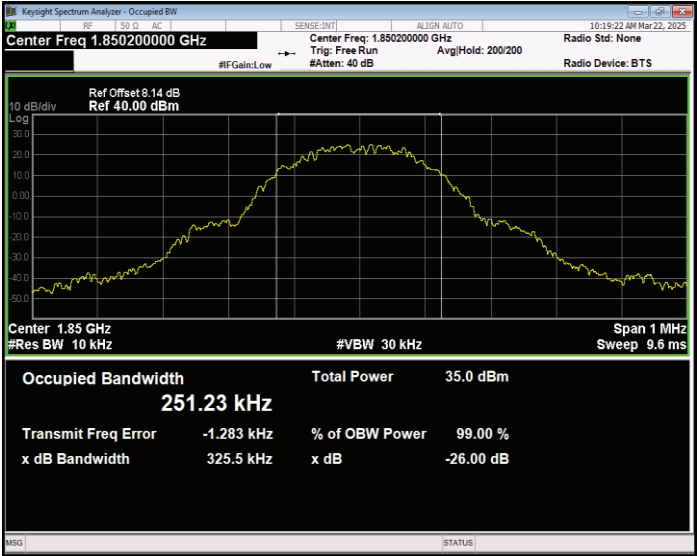 Keysight Spectrum Analyzer - Occupied BW
RF 50 Ω AC SENSE:INT ALIGN AUTO 10:19:22 AM Mar 22, 2025
Center Freq 1.850200000 GHz
Center Freq: 1.850200000 GHz
Radio Std: None
Trig: Free Run
Avg|Hold: 200/200
#IFGain:Low
#Atten: 40 dB
Radio Device: BTS
Ref Offset 8.14 dB
10 dB/div
Ref 40.00 dBm
Log
30.0
20.0
10.0
0.00
-10.0
-20.0
-30.0
-40.0
-50.0
Center 1.85 GHz
Span 1 MHz
#Res BW 10 kHz
#VBW 30 kHz
Sweep 9.6 ms
Occupied Bandwidth
Total Power 35.0 dBm
251.23 kHz
Transmit Freq Error -1.283 kHz
% of OBW Power 99.00 %
x dB Bandwidth 325.5 kHz
x dB -26.00 dB
MSG
STATUS